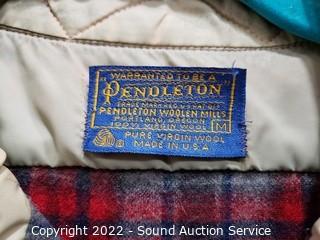 "WARRANTED TO BE A
"PENDLETON"
TRADE MARK REG. U.S. PAT. OFF.
PENDLETON WOOLEN MILLS
PORTLAND, OREGON
100% VIRGIN WOOL M
PURE VIRGIN WOOL
MADE IN U.S.A.
Copyright 2022 - Sound Auction Service